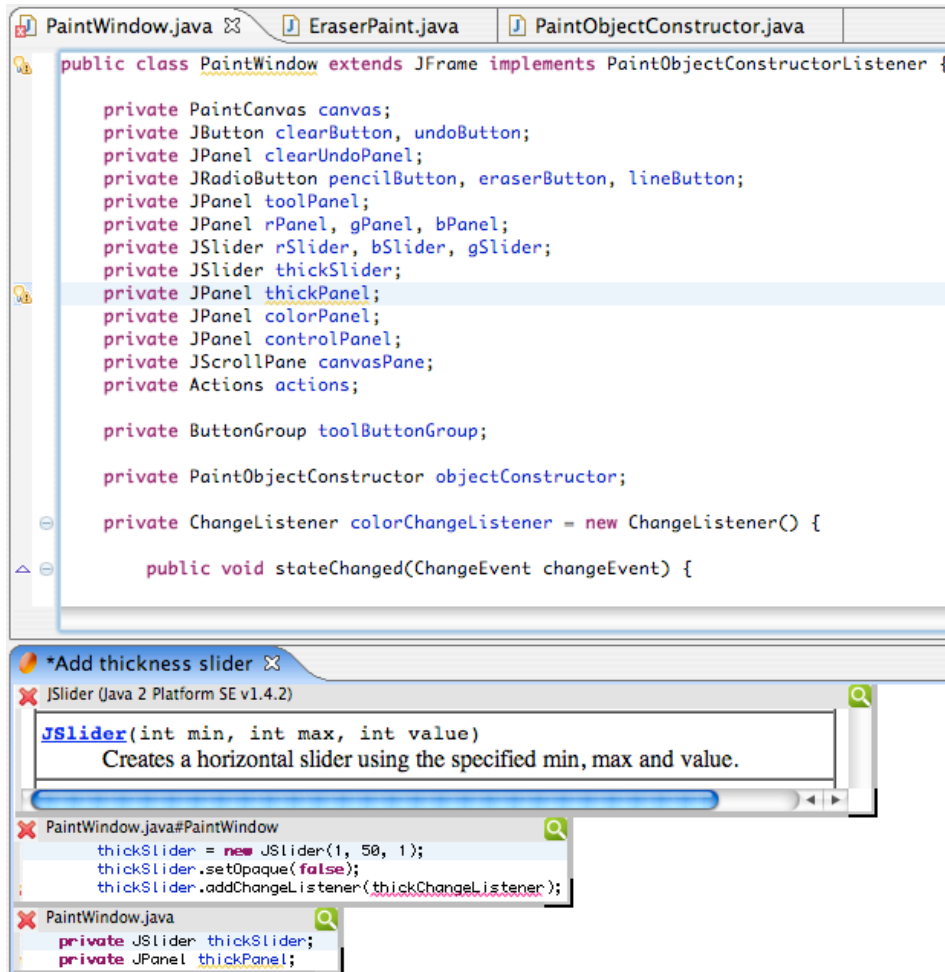 PaintWindow.java
EraserPaint.java
PaintObjectConstructor.java
public class PaintWindow extends JFrame implements PaintObjectConstructorListener {
private PaintCanvas canvas;
private JButton clearButton, undoButton;
private JPanel clearUndoPanel;
private JRadioButton pencilButton, eraserButton, lineButton;
private JPanel toolPanel;
private JPanel rPanel, gPanel, bPanel;
private JSlider rSlider, bSlider, gSlider;
private JSlider thickSlider;
private JPanel thickPanel;
private JPanel colorPanel;
private JPanel controlPanel;
private JScrollPane canvasPane;
private Actions actions;
private ButtonGroup toolButtonGroup;
private PaintObjectConstructor objectConstructor;
private ChangeListener colorChangeListener = new ChangeListener() {
public void stateChanged(ChangeEvent changeEvent) {
*Add thickness slider
JSlider (Java 2 Platform SE v1.4.2)
JSlider(int min, int max, int value)
Creates a horizontal slider using the specified min, max and value.
PaintWindow.java#PaintWindow
thickSlider = new JSlider(1, 50, 1);
thickSlider.setOpaque(false);
thickSlider.addChangeListener(thickChangeListener);
PaintWindow.java
private JSlider thickSlider;
private JPanel thickPanel;